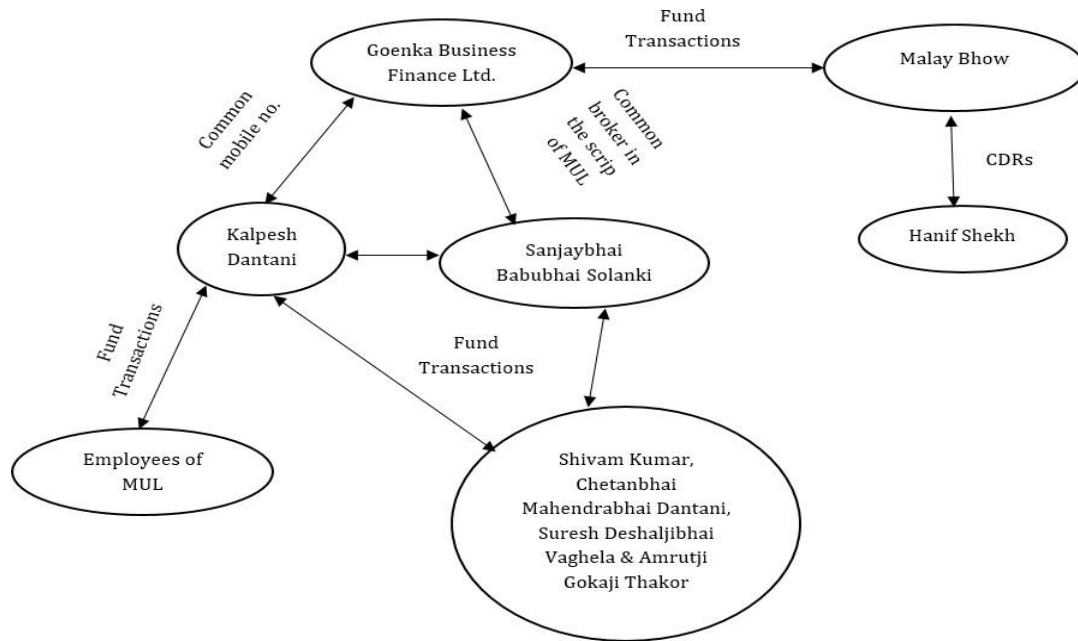 Fund
Transactions
Goenka Business
Finance Ltd.
Malay Bhow
Common
mobile no.
Common
broker in
the scrip
of MUL
CDRs
Kalpesh
Dantani
Sanjaybhai
Babubhai Solanki
Hanif Shekh
Fund
Transactions
Fund
Transactions
Employees of
MUL
Shivam Kumar,
Chetanbhai
Mahendrabhai Dantani,
Suresh Deshaljibhai
Vaghela & Amrutji
Gokaji Thakor